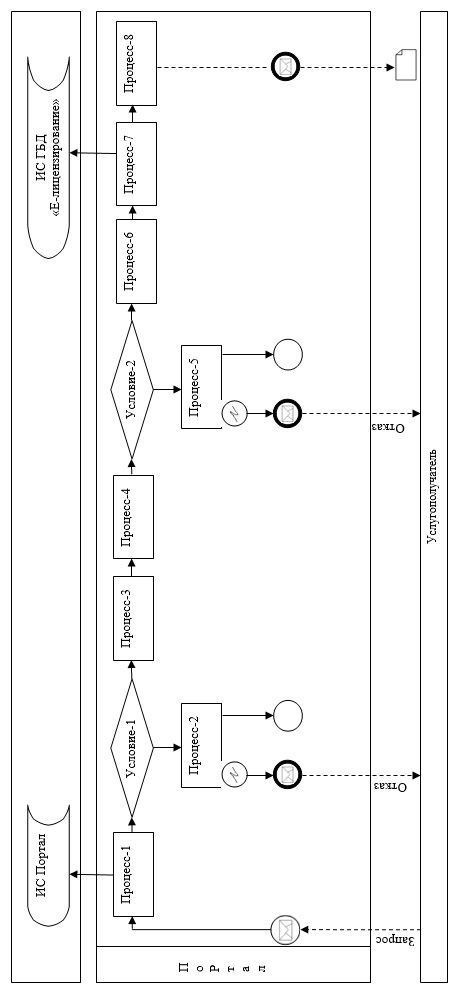 ИС Портал
ИС ГБД
«Е-лицензирование»
Портал
Процесс-1
Условие-1
Процесс-3
Процесс-4
Условие-2
Процесс-6
Процесс-7
Процесс-8
Процесс-2
Процесс-5
Запрос
Отказ
Отказ
Услугополучатель